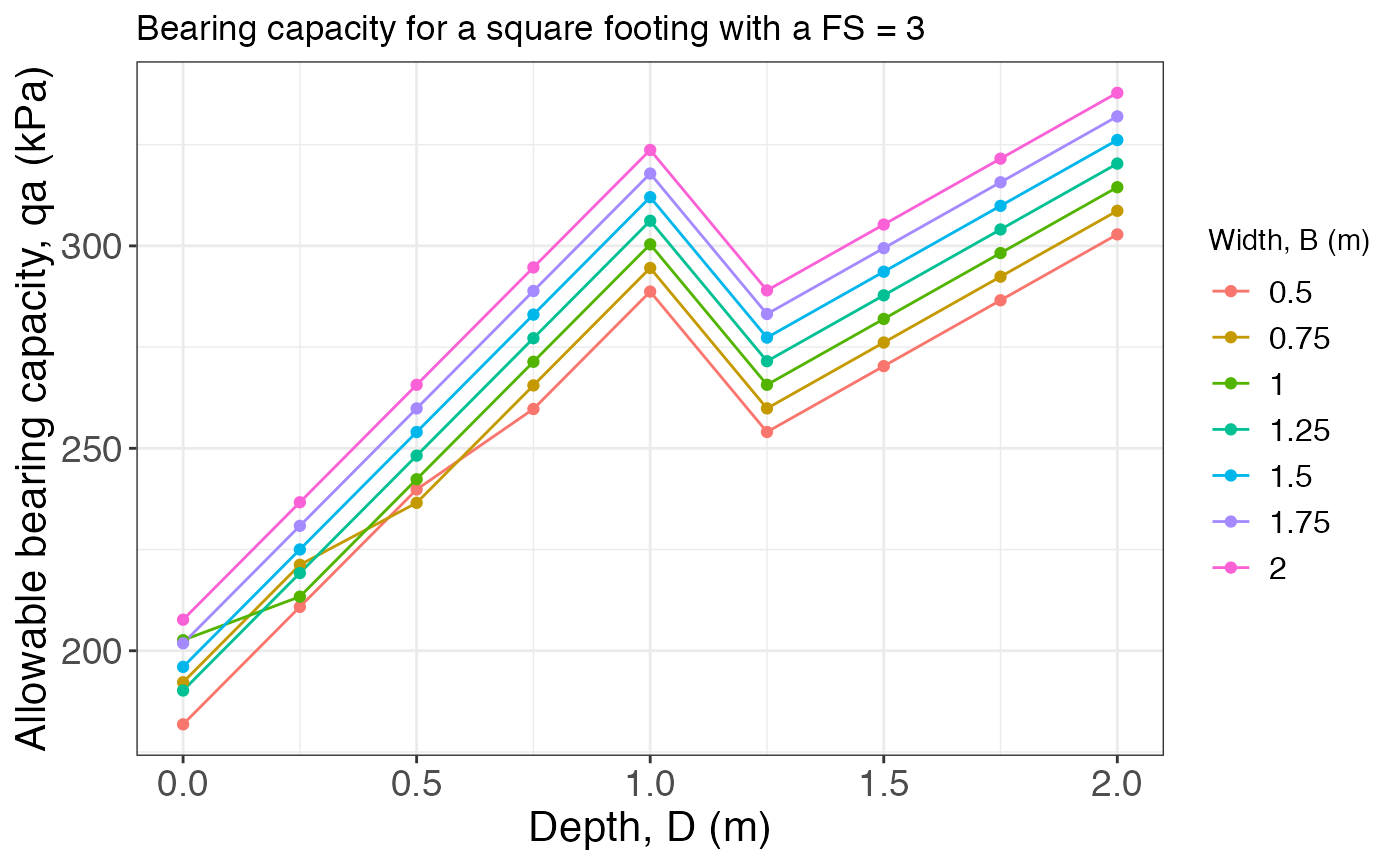 Bearing capacity for a square footing with a FS = 3
Allowable bearing capacity, qa (kPa)
300
250
200
0.0 0.5 1.0 1.5 2.0
Depth, D (m)
Width, B (m)
0.5
0.75
1
1.25
1.5
1.75
2